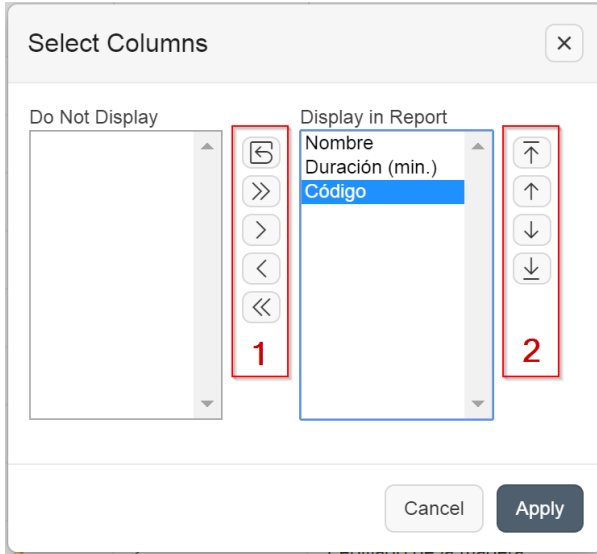 Select Columns
Do Not Display
Display in Report
Nombre
Duración (min.)
Código
1
2
Cancel
Apply